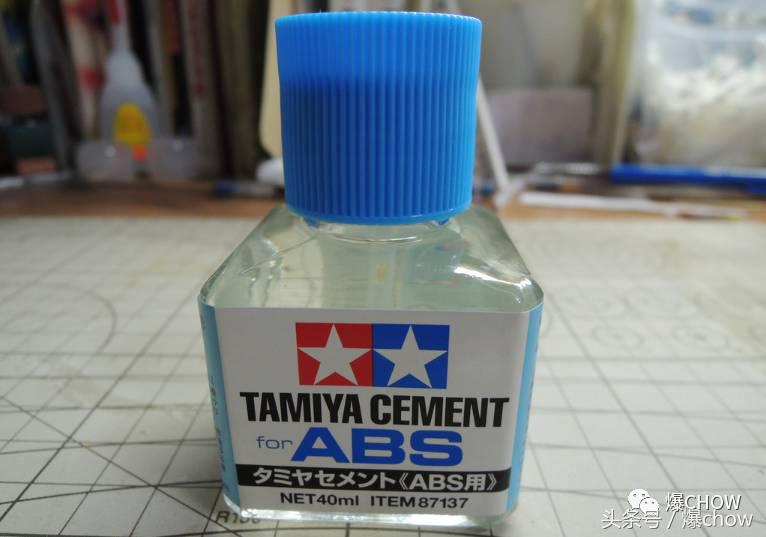 TAMIYA CEMENT
for ABS
タミヤセメント《ABS用》
NET40ml ITEM87137
爆CHOW
头条号 / 爆chow